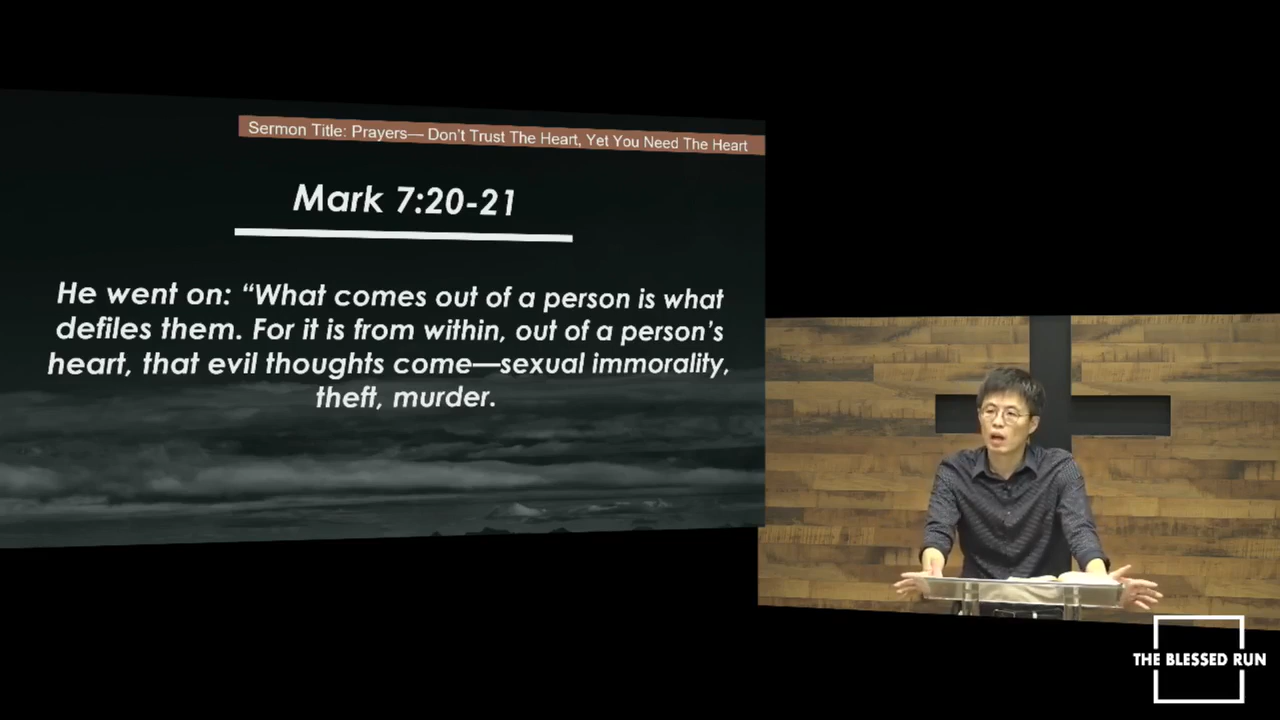 Sermon Title: Prayers— Don't Trust The Heart, Yet You Need The Heart
Mark 7:20-21
He went on: “What comes out of a person is what
defiles them. For it is from within, out of a person’s
heart, that evil thoughts come—sexual immorality,
theft, murder.
THE BLESSED RUN